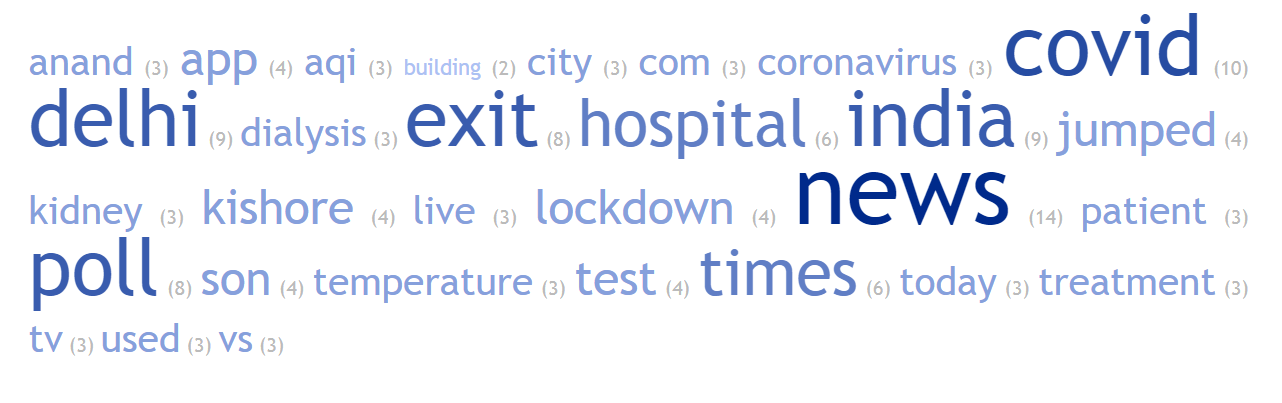 anand (3) app (4) aqi (3) building (2) city (3) com (3) coronavirus (3) covid (10)
delhi (9) dialysis (3) exit (8) hospital (6) india (9) jumped (4)
kidney (3) kishore (4) live (3) lockdown (4) news (14) patient (3)
poll (8) son (4) temperature (3) test (4) times (6) today (3) treatment (3)
tv (3) used (3) vs (3)